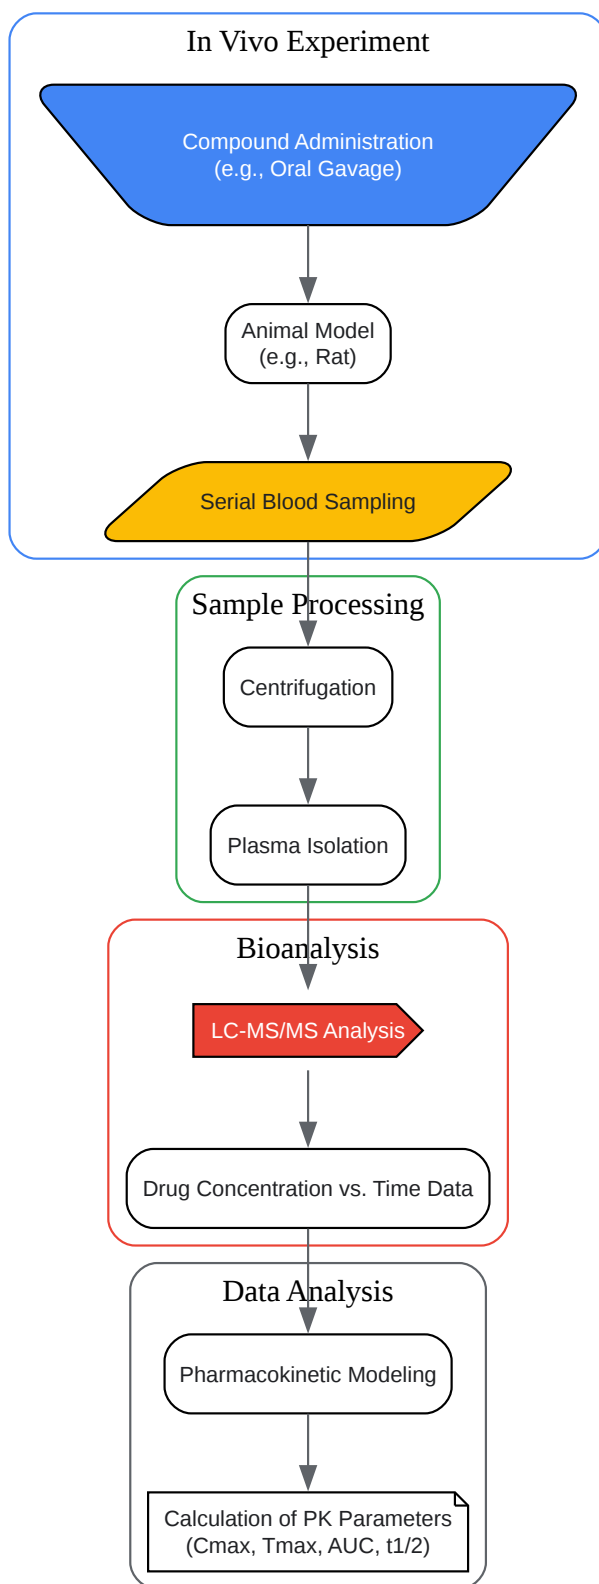 In Vivo Experiment
Compound Administration
(e.g., Oral Gavage)
Animal Model
(e.g., Rat)
Serial Blood Sampling
Sample Processing
Centrifugation
Plasma Isolation
Bioanalysis
LC-MS/MS Analysis
Drug Concentration vs. Time Data
Data Analysis
Pharmacokinetic Modeling
Calculation of PK Parameters
(Cmax, Tmax, AUC, t1/2)